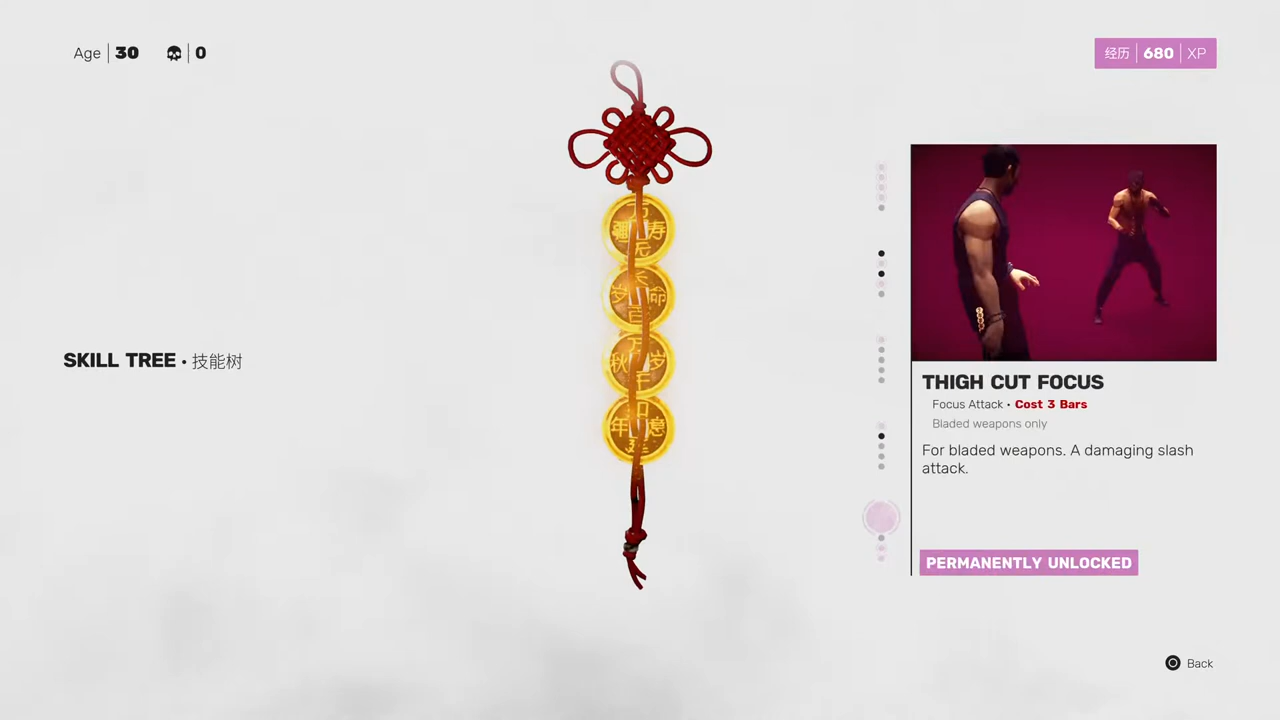 Age 30 0
经历 680 XP
SKILL TREE • 技能树
THIGH CUT FOCUS
Focus Attack • Cost 3 Bars
Bladed weapons only
For bladed weapons. A damaging slash
attack.
PERMANENTLY UNLOCKED
Back